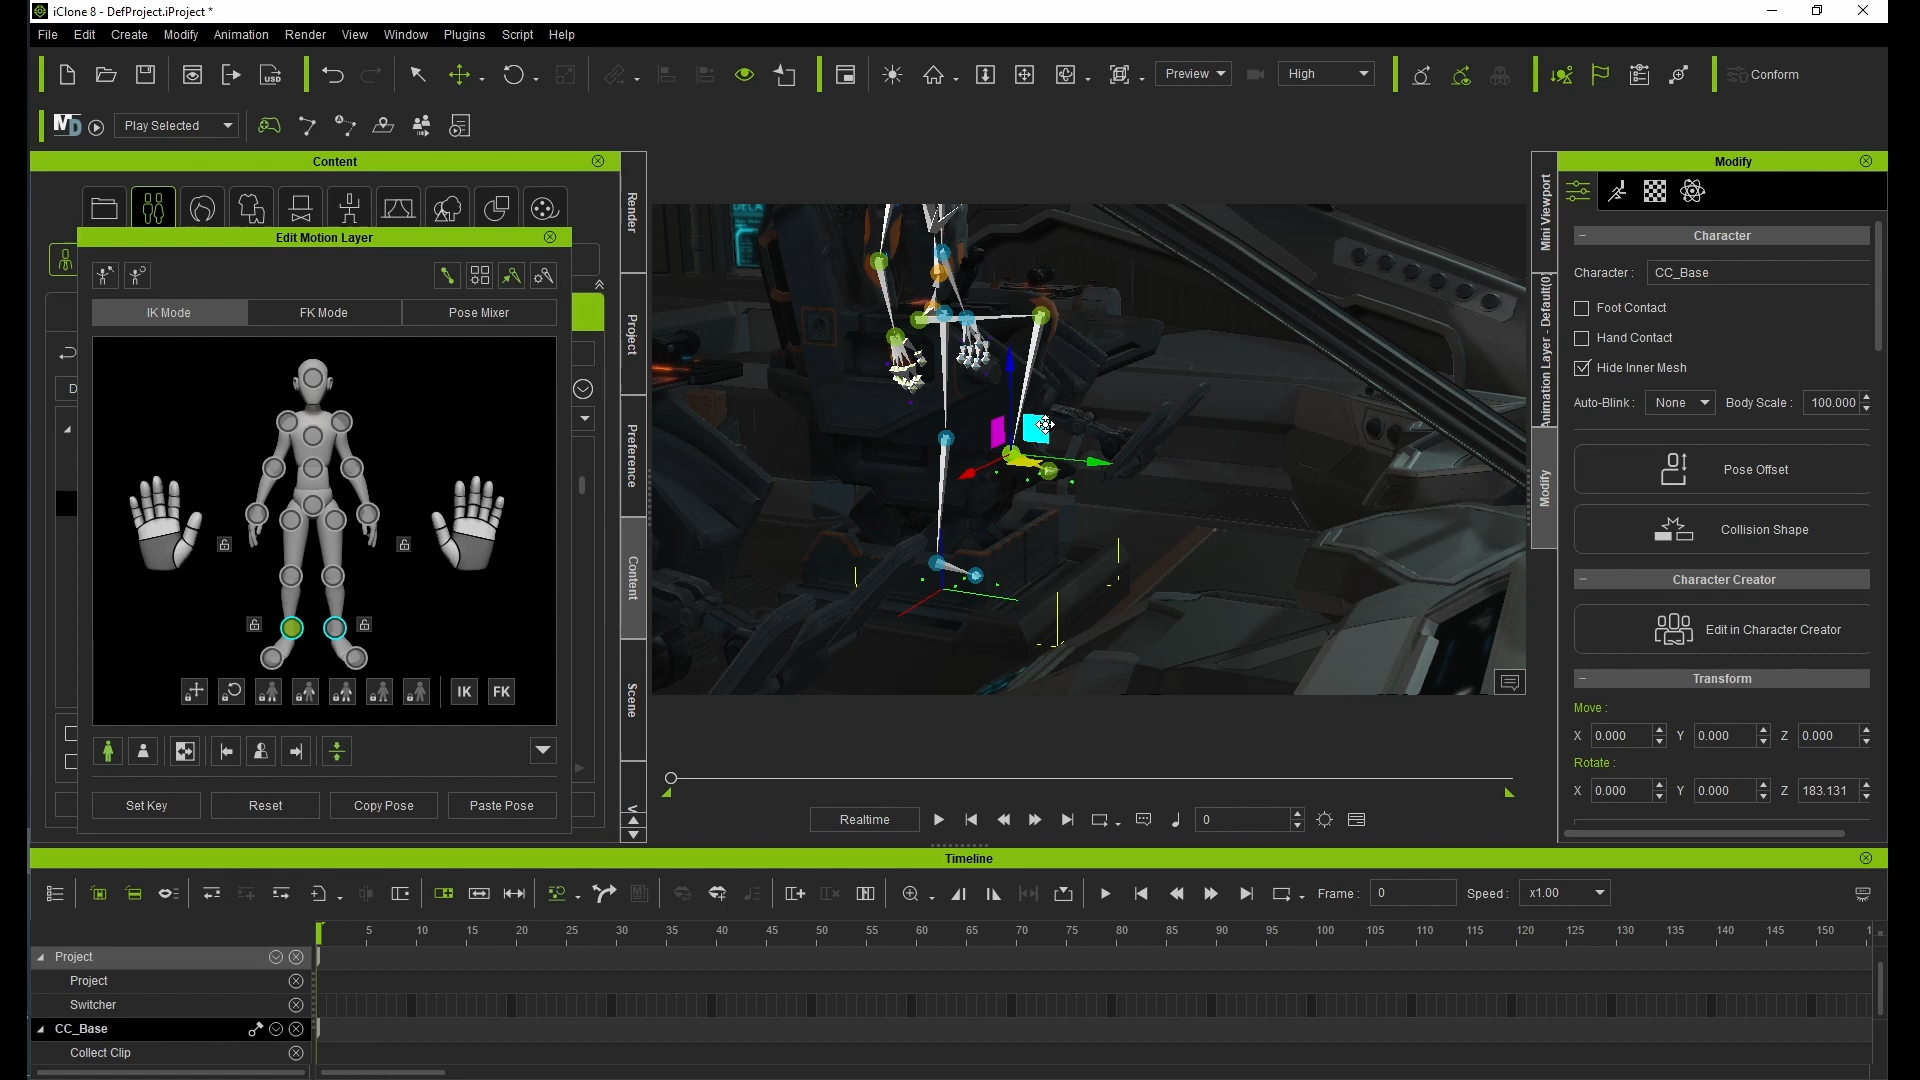 iClone 8 - DefProject.iProject *
File Edit Create Modify Animation Render View Window Plugins Script Help
USD
Preview
High
Conform
MD
Play Selected
Content
Modify
Edit Motion Layer
IK Mode
FK Mode
Pose Mixer
D
IK
FK
Set Key
Reset
Copy Pose
Paste Pose
Render
Project
Preference
Content
Scene
V
Mini Viewport
Animation Layer - Default(0)
Modify
Character
Character : CC_Base
Foot Contact
Hand Contact
Hide Inner Mesh
Auto-Blink : None Body Scale : 100.000
Pose Offset
Collision Shape
Character Creator
Edit in Character Creator
Transform
Move :
X 0.000 Y 0.000 Z 0.000
Rotate :
X 0.000 Y 0.000 Z 183.131
Realtime
0
Timeline
Frame : 0 Speed : x1.00
5 10 15 20 25 30 35 40 45 50 55 60 65 70 75 80 85 90 95 100 105 110 115 120 125 130 135 140 145 150 1
Project
Project
Switcher
CC_Base
Collect Clip